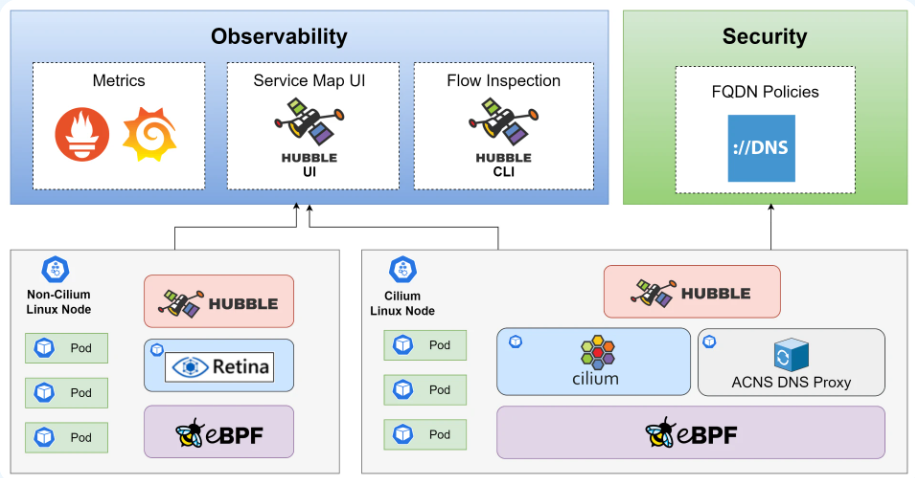 Observability
Metrics
Service Map UI
HUBBLE
UI
Flow Inspection
HUBBLE
CLI
Security
FQDN Policies
://DNS
Non-Cilium
Linux Node
Pod
Pod
Pod
HUBBLE
Retina
eBPF
Cilium
Linux Node
Pod
Pod
Pod
HUBBLE
cilium
ACNS DNS Proxy
eBPF